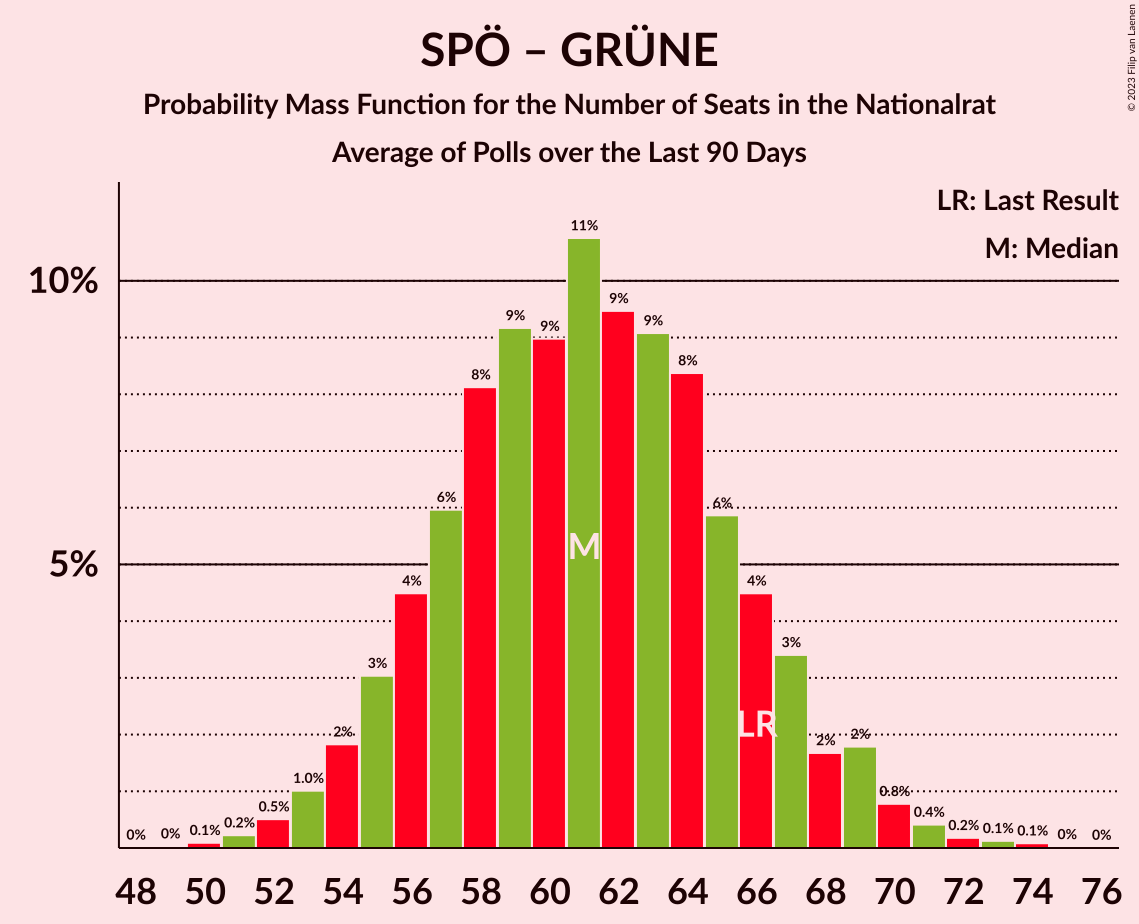 SPÖ – GRÜNE
Probability Mass Function for the Number of Seats in the Nationalrat
Average of Polls over the Last 90 Days
© 2023 Filip van Laenen
LR: Last Result
M: Median
10%
5%
0% 0% 0.1% 0.2% 0.5% 1.0% 2% 3% 4% 6% 8% 9% 9% 11% 9% 9% 8% 6% 4% 3% 2% 2% 0.8% 0.4% 0.2% 0.1% 0.1% 0% 0%
M
LR
48 50 52 54 56 58 60 62 64 66 68 70 72 74 76